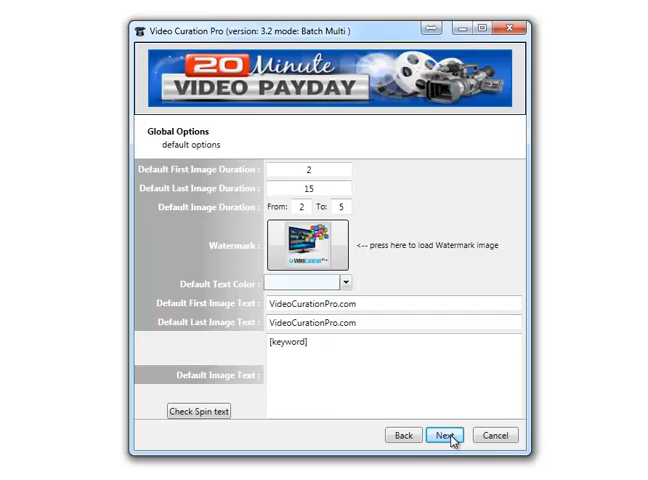 Video Curation Pro (version: 3.2 mode: Batch Multi )
20 Minute
VIDEO PAYDAY
Global Options
default options
Default First Image Duration : 2
Default Last Image Duration : 15
Default Image Duration : From: 2 To: 5
Watermark : VideoCuration <-- press here to load Watermark image
Default Text Color :
Default First Image Text : VideoCurationPro.com
Default Last Image Text : VideoCurationPro.com
[keyword]
Default Image Text :
Check Spin text
Back Next Cancel